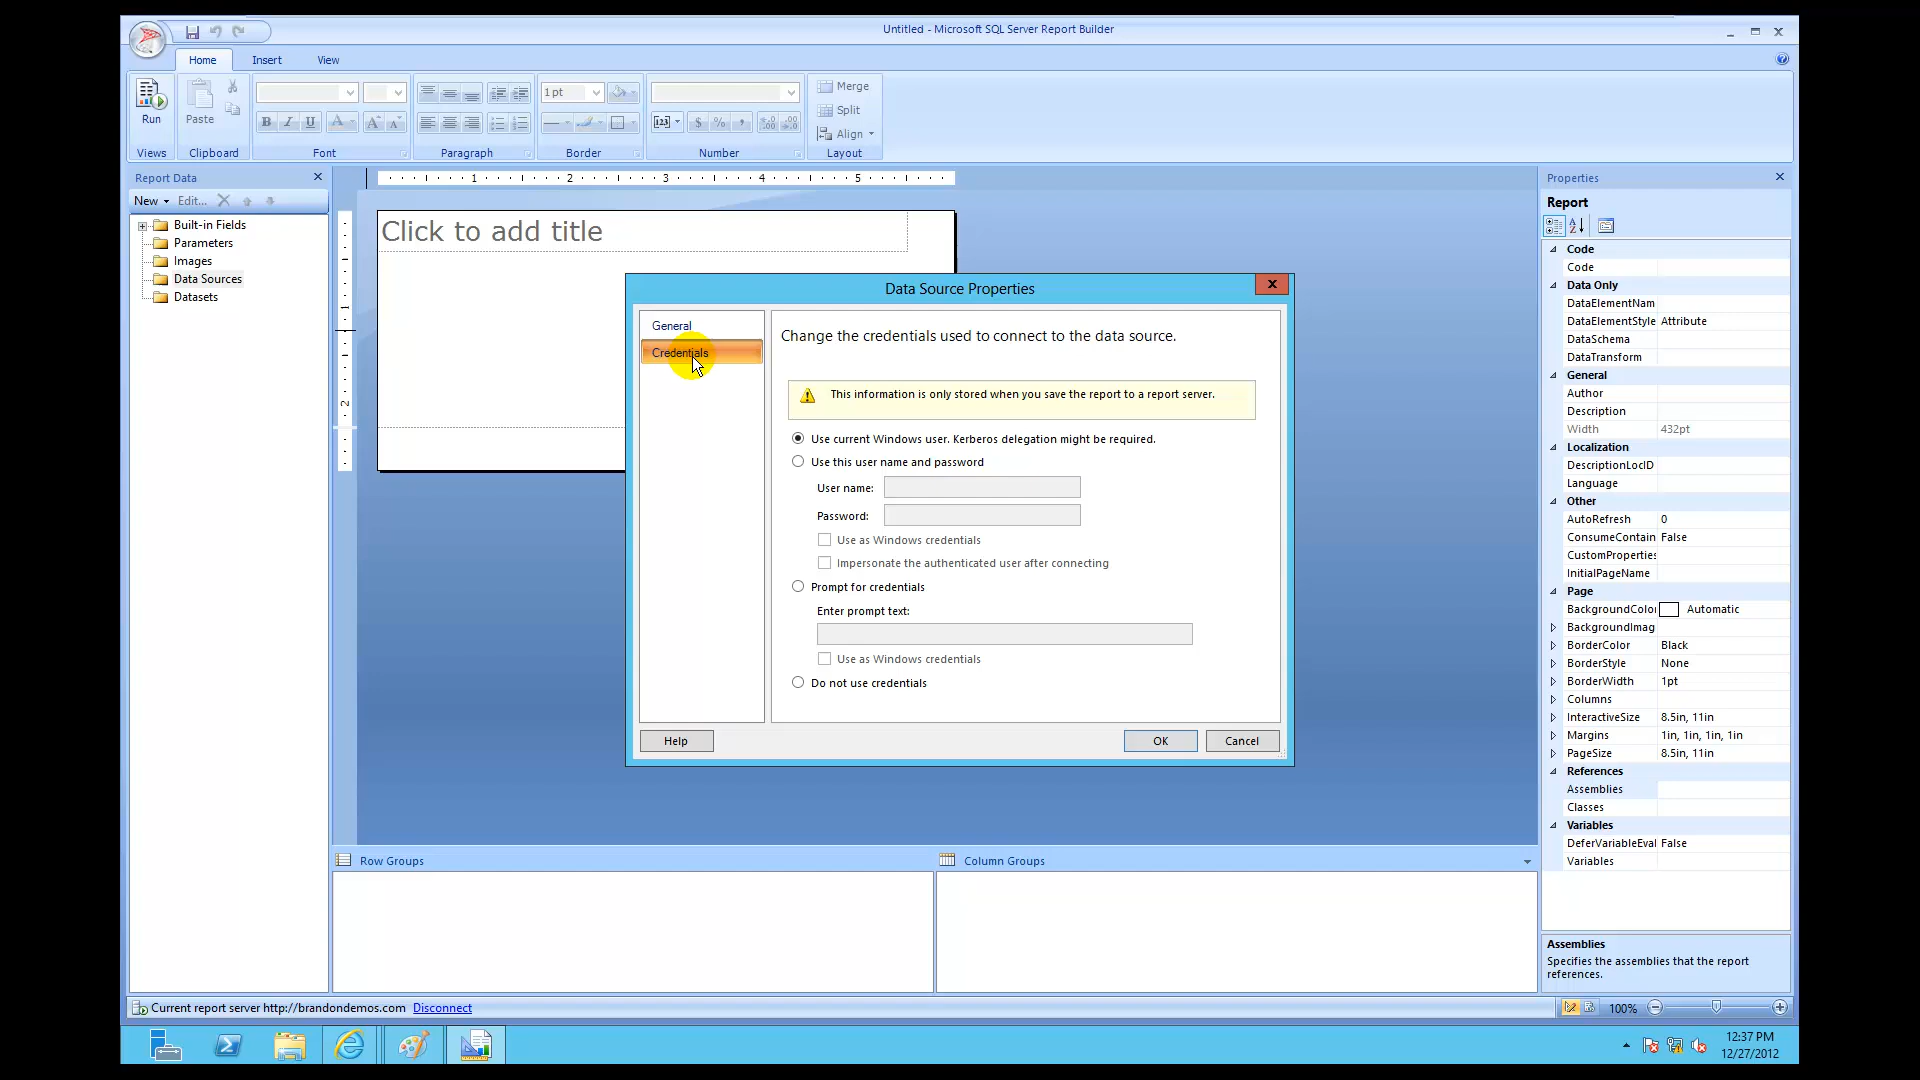 Untitled - Microsoft SQL Server Report Builder
Home
Insert
View
Run
Paste
1pt
B I U
$ % ,
Merge
Split
Align
Views
Clipboard
Font
Paragraph
Border
Number
Layout
Report Data
New
Edit...
Built-in Fields
Parameters
Images
Data Sources
Datasets
1 2 3 4 5
1
2
Click to add title
Data Source Properties
General
Credentials
Change the credentials used to connect to the data source.
This information is only stored when you save the report to a report server.
Use current Windows user. Kerberos delegation might be required.
Use this user name and password
User name:
Password:
Use as Windows credentials
Impersonate the authenticated user after connecting
Prompt for credentials
Enter prompt text:
Use as Windows credentials
Do not use credentials
Help
OK
Cancel
Properties
Report
Code
Code
Data Only
DataElementNam
DataElementStyle Attribute
DataSchema
DataTransform
General
Author
Description
Width 432pt
Localization
DescriptionLocID
Language
Other
AutoRefresh 0
ConsumeContain False
CustomProperties
InitialPageName
Page
BackgroundColor Automatic
BackgroundImag
BorderColor Black
BorderStyle None
BorderWidth 1pt
Columns
InteractiveSize 8.5in, 11in
Margins 1in, 1in, 1in, 1in
PageSize 8.5in, 11in
References
Assemblies
Classes
Variables
DeferVariableEval False
Variables
Assemblies
Specifies the assemblies that the report
references.
Row Groups
Column Groups
Current report server http://brandondemos.com Disconnect
100%
12:37 PM
12/27/2012